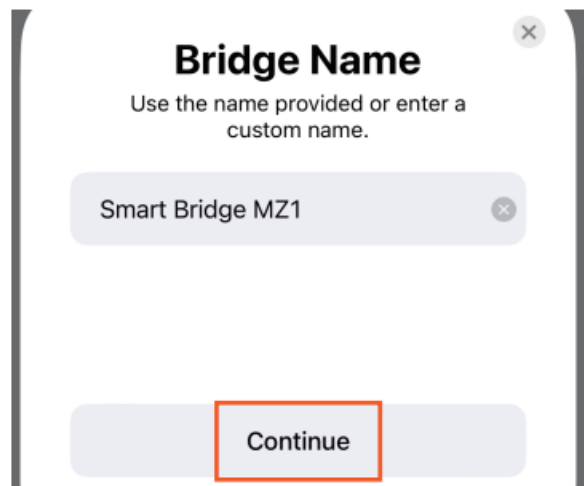 Bridge Name
Use the name provided or enter a
custom name.
Smart Bridge MZ1
Continue